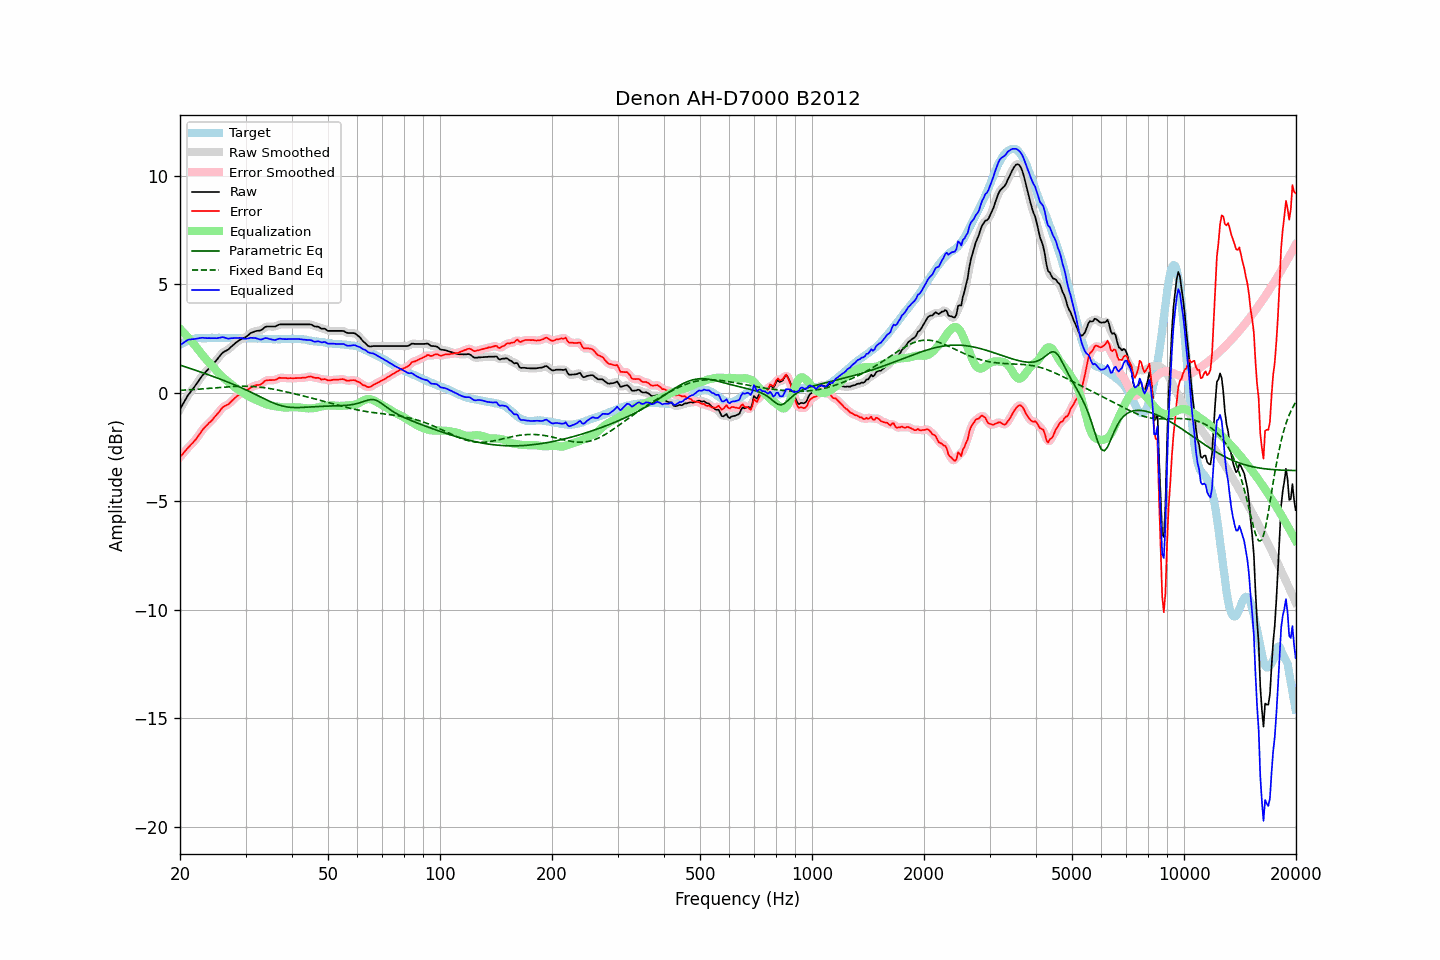 Denon AH-D7000 B2012
Target
Raw Smoothed
Error Smoothed
Raw
Error
Equalization
Parametric Eq
Fixed Band Eq
Equalized
Amplitude (dBr)
10
5
0
−5
−10
−15
−20
20 50 100 200 500 1000 2000 5000 10000 20000
Frequency (Hz)